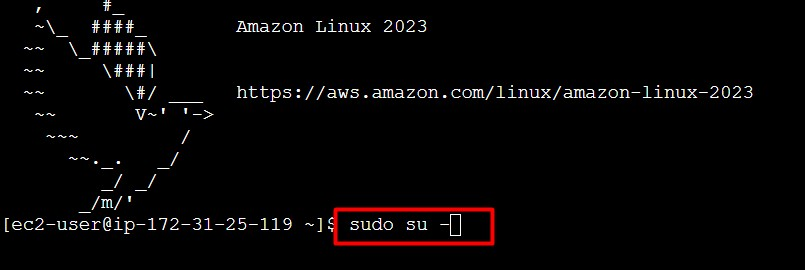 ,     #_
   ~\_  ####_        Amazon Linux 2023
  ~~  \_#####\
  ~~     \###|
  ~~       \#/ ___   https://aws.amazon.com/linux/amazon-linux-2023
   ~~       V~' '->
    ~~~         /
      ~~._.   _/
         _/ _/
       _/m/'
[ec2-user@ip-172-31-25-119 ~]$ sudo su -